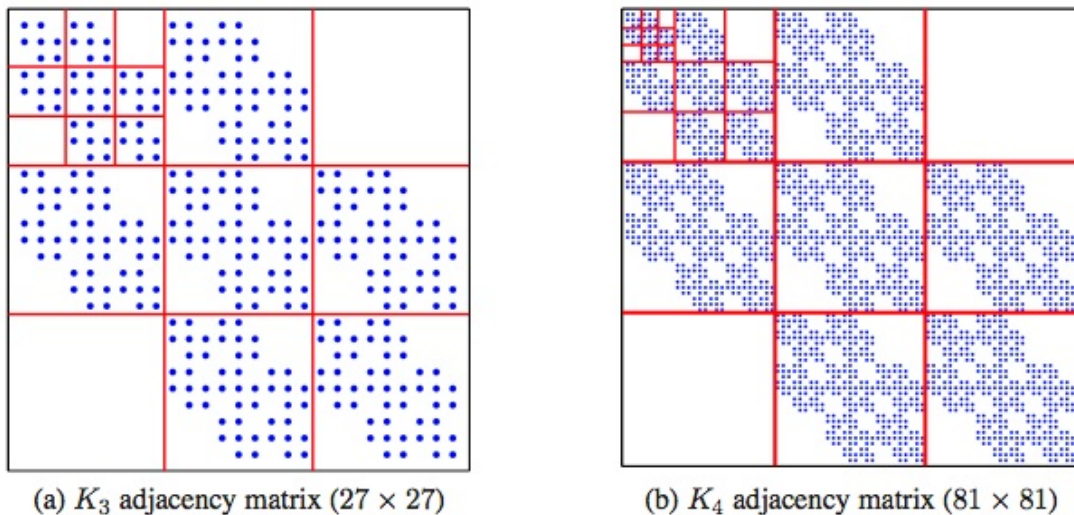 (a) K₃ adjacency matrix (27 × 27)
(b) K₄ adjacency matrix (81 × 81)